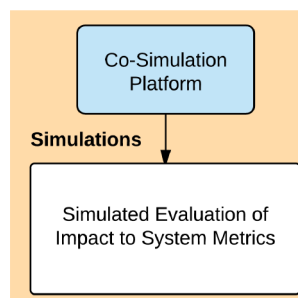 Co-Simulation
Platform
Simulations
Simulated Evaluation of
Impact to System Metrics